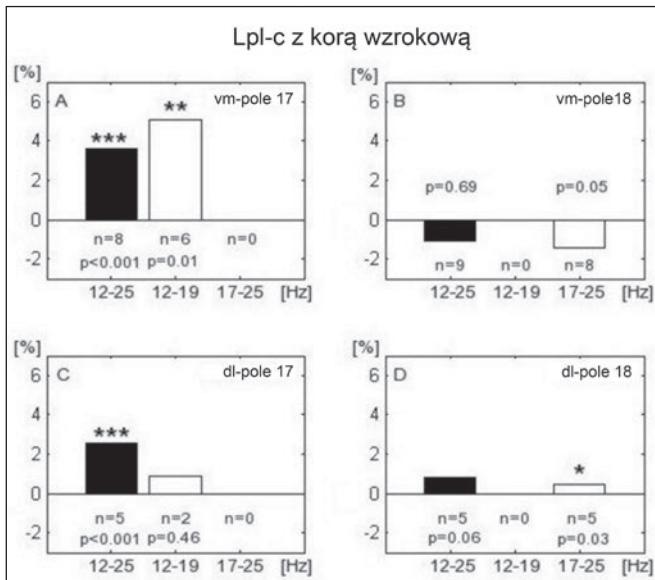 Lpl-c z korą wzrokową
[%]
6
4
2
0
-2
A
vm-pole 17
***
**
n=8 n=6 n=0
p<0.001 p=0.01
12-25 12-19 17-25 [Hz]
[%]
6
4
2
0
-2
B
vm-pole18
p=0.69 p=0.05
n=9 n=0 n=8
12-25 12-19 17-25 [Hz]
[%]
6
4
2
0
-2
C
dl-pole 17
***
n=5 n=2 n=0
p<0.001 p=0.46
12-25 12-19 17-25 [Hz]
[%]
6
4
2
0
-2
D
dl-pole 18
*
n=5 n=0 n=5
p=0.06 p=0.03
12-25 12-19 17-25 [Hz]